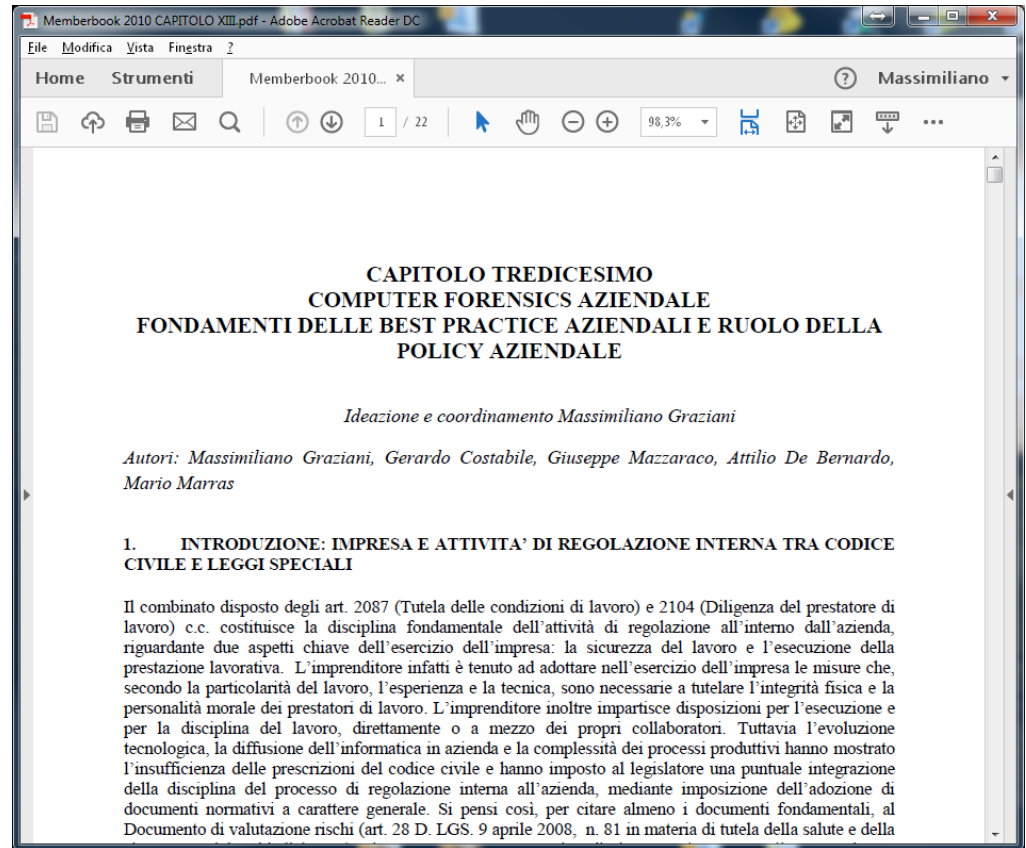 Memberbook 2010 CAPITOLO XIII.pdf - Adobe Acrobat Reader DC
File Modifica Vista Finestra ?
Home Strumenti Memberbook 2010... × ? Massimiliano
1 / 22 98,3%
CAPITOLO TREDICESIMO
COMPUTER FORENSICS AZIENDALE
FONDAMENTI DELLE BEST PRACTICE AZIENDALI E RUOLO DELLA
POLICY AZIENDALE
Ideazione e coordinamento Massimiliano Graziani
Autori: Massimiliano Graziani, Gerardo Costabile, Giuseppe Mazzaraco, Attilio De Bernardo,
Mario Marras
1. INTRODUZIONE: IMPRESA E ATTIVITA’ DI REGOLAZIONE INTERNA TRA CODICE
CIVILE E LEGGI SPECIALI
Il combinato disposto degli art. 2087 (Tutela delle condizioni di lavoro) e 2104 (Diligenza del prestatore di
lavoro) c.c. costituisce la disciplina fondamentale dell’attività di regolazione all’interno dall’azienda,
riguardante due aspetti chiave dell’esercizio dell’impresa: la sicurezza del lavoro e l’esecuzione della
prestazione lavorativa. L’imprenditore infatti è tenuto ad adottare nell’esercizio dell’impresa le misure che,
secondo la particolarità del lavoro, l’esperienza e la tecnica, sono necessarie a tutelare l’integrità fisica e la
personalità morale dei prestatori di lavoro. L’imprenditore inoltre impartisce disposizioni per l’esecuzione e
per la disciplina del lavoro, direttamente o a mezzo dei propri collaboratori. Tuttavia l’evoluzione
tecnologica, la diffusione dell’informatica in azienda e la complessità dei processi produttivi hanno mostrato
l’insufficienza delle prescrizioni del codice civile e hanno imposto al legislatore una puntuale integrazione
della disciplina del processo di regolazione interna all’azienda, mediante imposizione dell’adozione di
documenti normativi a carattere generale. Si pensi così, per citare almeno i documenti fondamentali, al
Documento di valutazione rischi (art. 28 D. LGS. 9 aprile 2008, n. 81 in materia di tutela della salute e della